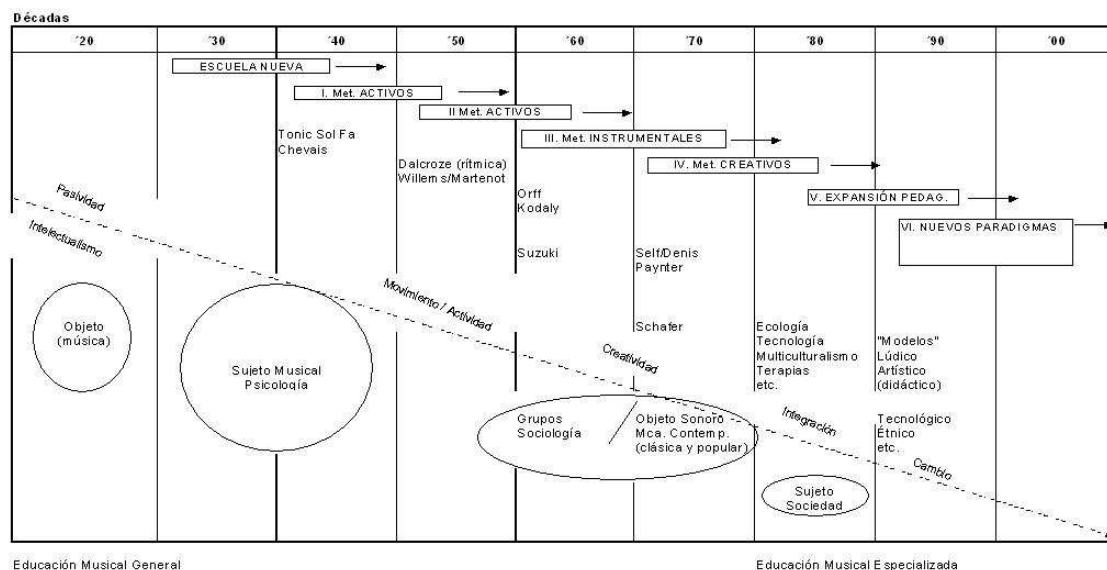 Décadas
´20 ´30 ´40 ´50 ´60 ´70 ´80 ´90 ´00
ESCUELA NUEVA
I. Met. ACTIVOS
II Met. ACTIVOS
III. Met. INSTRUMENTALES
IV. Met. CREATIVOS
V. EXPANSIÓN PEDAG.
VI. NUEVOS PARADIGMAS
Tonic Sol Fa
Chevais
Dalcroze (rítmica)
Willems/Martenot
Orff
Kodaly
Suzuki
Self/Denis
Paynter
Schafer
Ecología
Tecnología
Multiculturalismo
Terapias
etc.
"Modelos"
Lúdico
Artístico
(didáctico)
Tecnológico
Étnico
etc.
Pasividad
Intelectualismo
Movimiento / Actividad
Creatividad
Integración
Cambio
Objeto
(música)
Sujeto Musical
Psicología
Grupos
Sociología
Objeto Sonoro
Mca. Contemp.
(clásica y popular)
Sujeto
Sociedad
Educación Musical General
Educación Musical Especializada